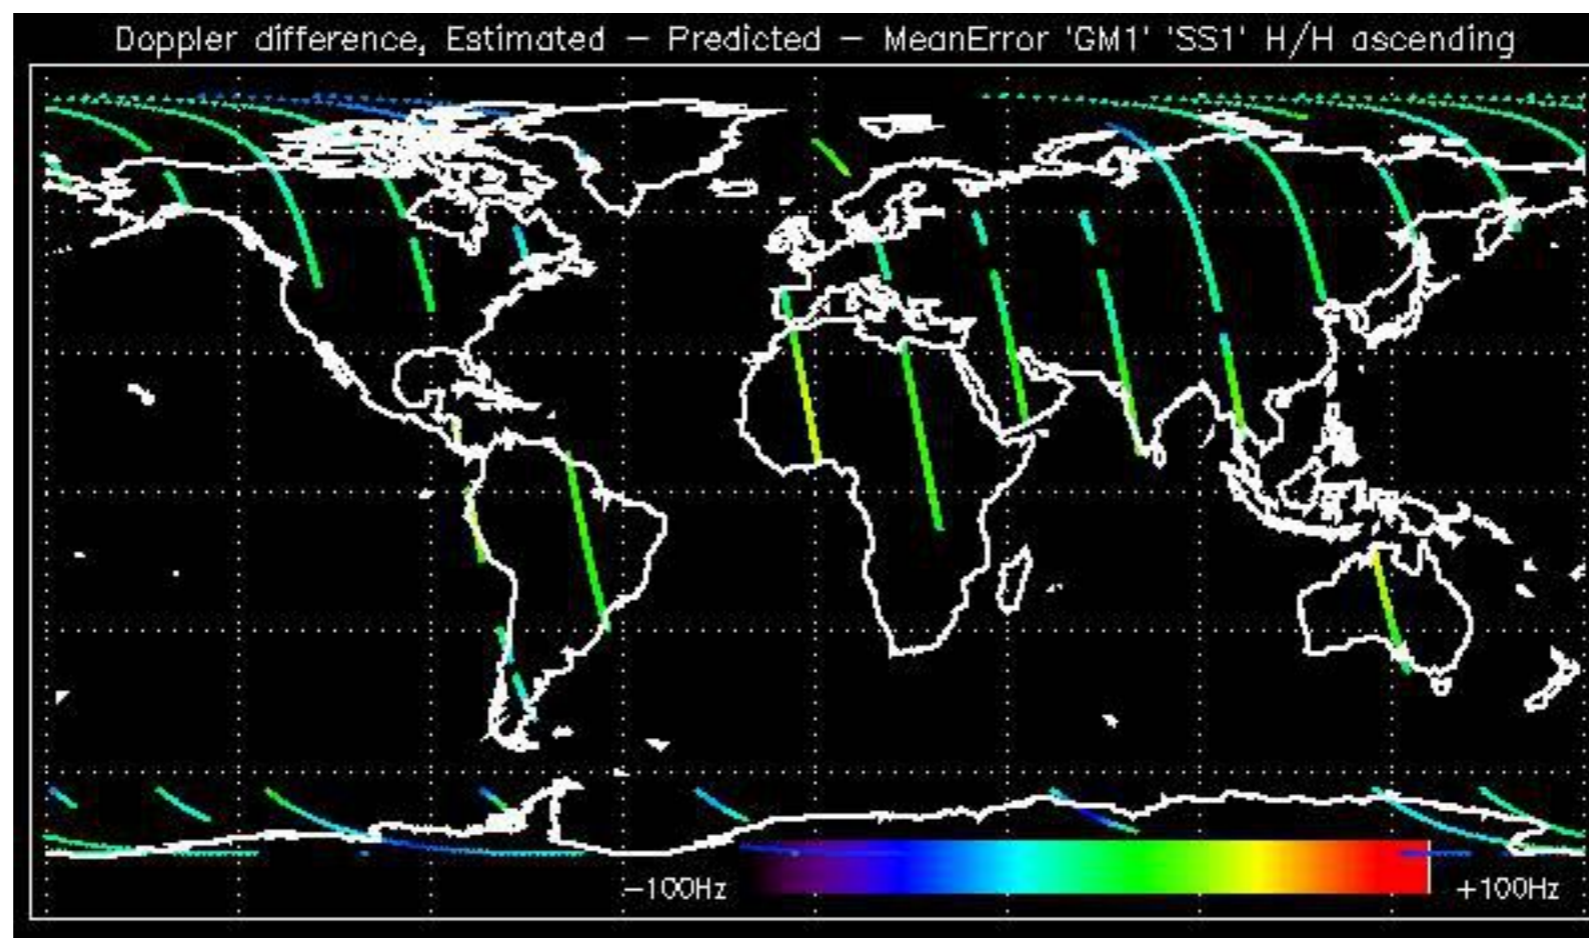 Doppler difference, Estimated – Predicted – MeanError 'GM1' 'SS1' H/H ascending
–100Hz
+100Hz